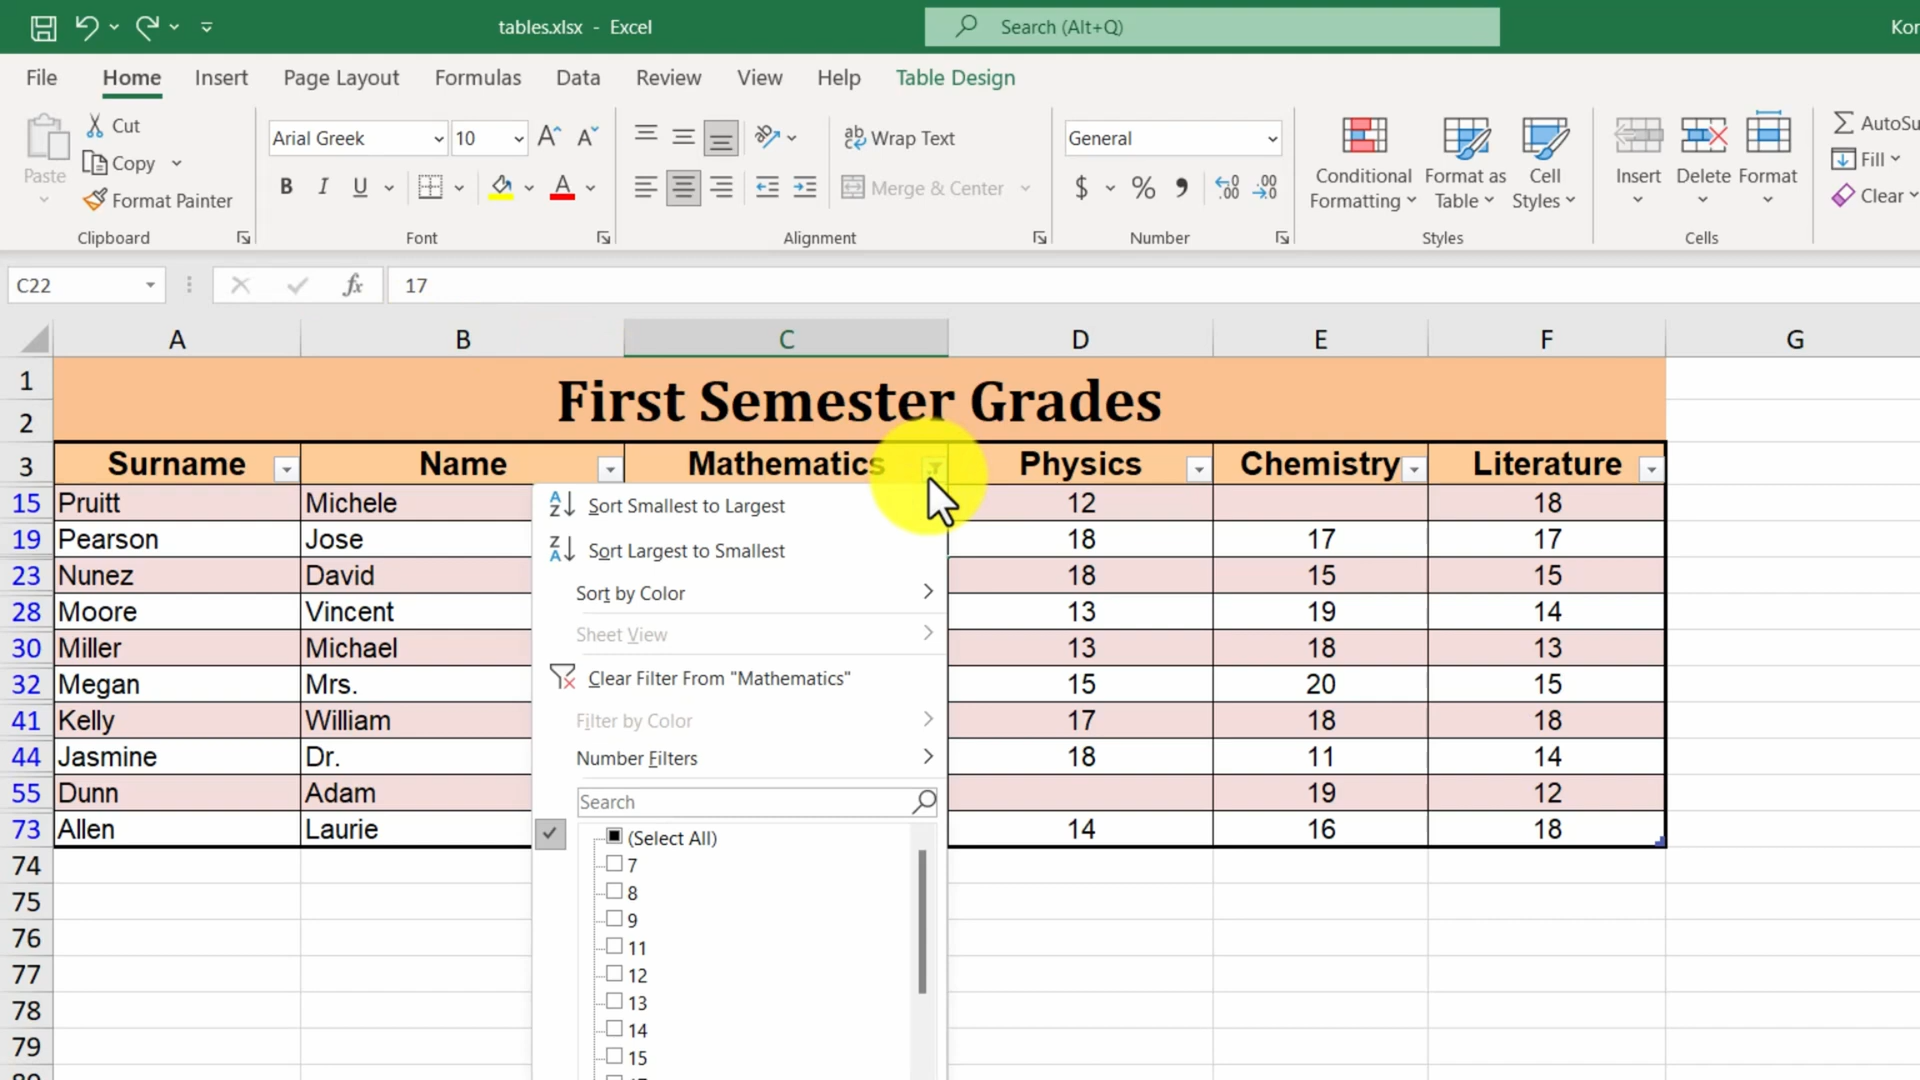 tables.xlsx - Excel
Search (Alt+Q)
File Home Insert Page Layout Formulas Data Review View Help Table Design
Paste
Cut
Copy
Format Painter
Clipboard
Arial Greek 10 A A
B I U A
Font
ab Wrap Text
Merge & Center
Alignment
General
$ % 9 .00 .00
Number
Conditional Formatting
Format as Table
Cell Styles
Styles
Insert Delete Format
Cells
Fill
Clear
C22 fx 17
A B C D E F G
1 First Semester Grades
2
3 Surname Name Mathematics Physics Chemistry Literature
15 Pruitt Michele 12 18
19 Pearson Jose 18 17 17
23 Nunez David 18 15 15
28 Moore Vincent 13 19 14
30 Miller Michael 13 18 13
32 Megan Mrs. 15 20 15
41 Kelly William 17 18 18
44 Jasmine Dr. 18 11 14
55 Dunn Adam 19 12
73 Allen Laurie 14 16 18
74
75
76
77
78
79
Sort Smallest to Largest
Sort Largest to Smallest
Sort by Color
Sheet View
Clear Filter From "Mathematics"
Filter by Color
Number Filters
Search
(Select All)
7
8
9
11
12
13
14
15